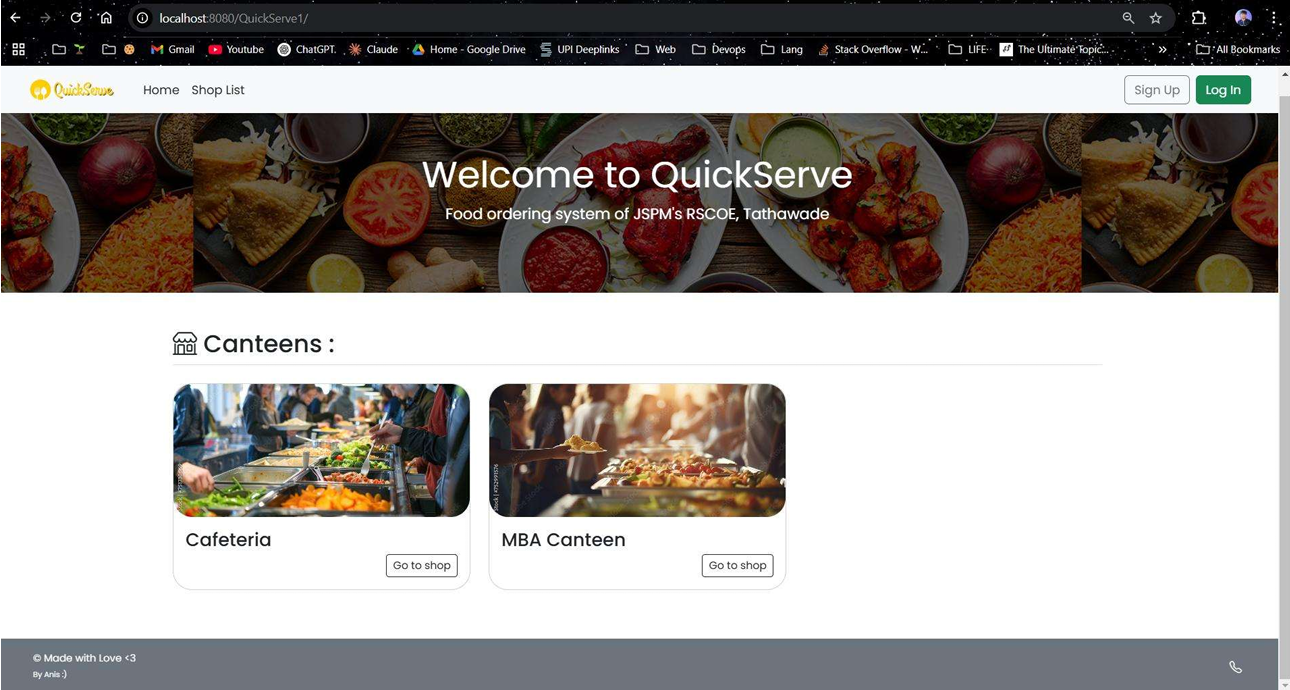 localhost:8080/QuickServe1/
Gmail
Youtube
ChatGPT.
Claude
Home - Google Drive
UPI Deeplinks
Web
Devops
Lang
Stack Overflow - W...
LIFE
The Ultimate Topic...
»
All Bookmarks
QuickServe
Home
Shop List
Sign Up
Log In
Welcome to QuickServe
Food ordering system of JSPM's RSCOE, Tathawade
Canteens :
Cafeteria
Go to shop
MBA Canteen
Go to shop
© Made with Love <3
By Anis :)